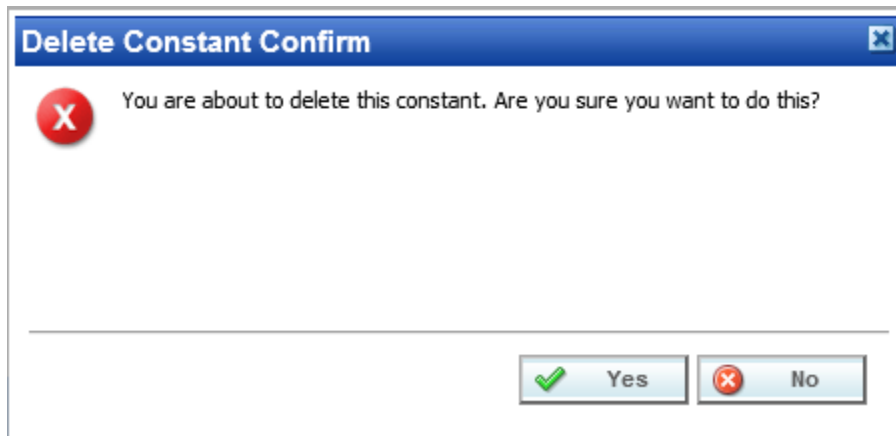 Delete Constant Confirm
You are about to delete this constant. Are you sure you want to do this?
Yes
No